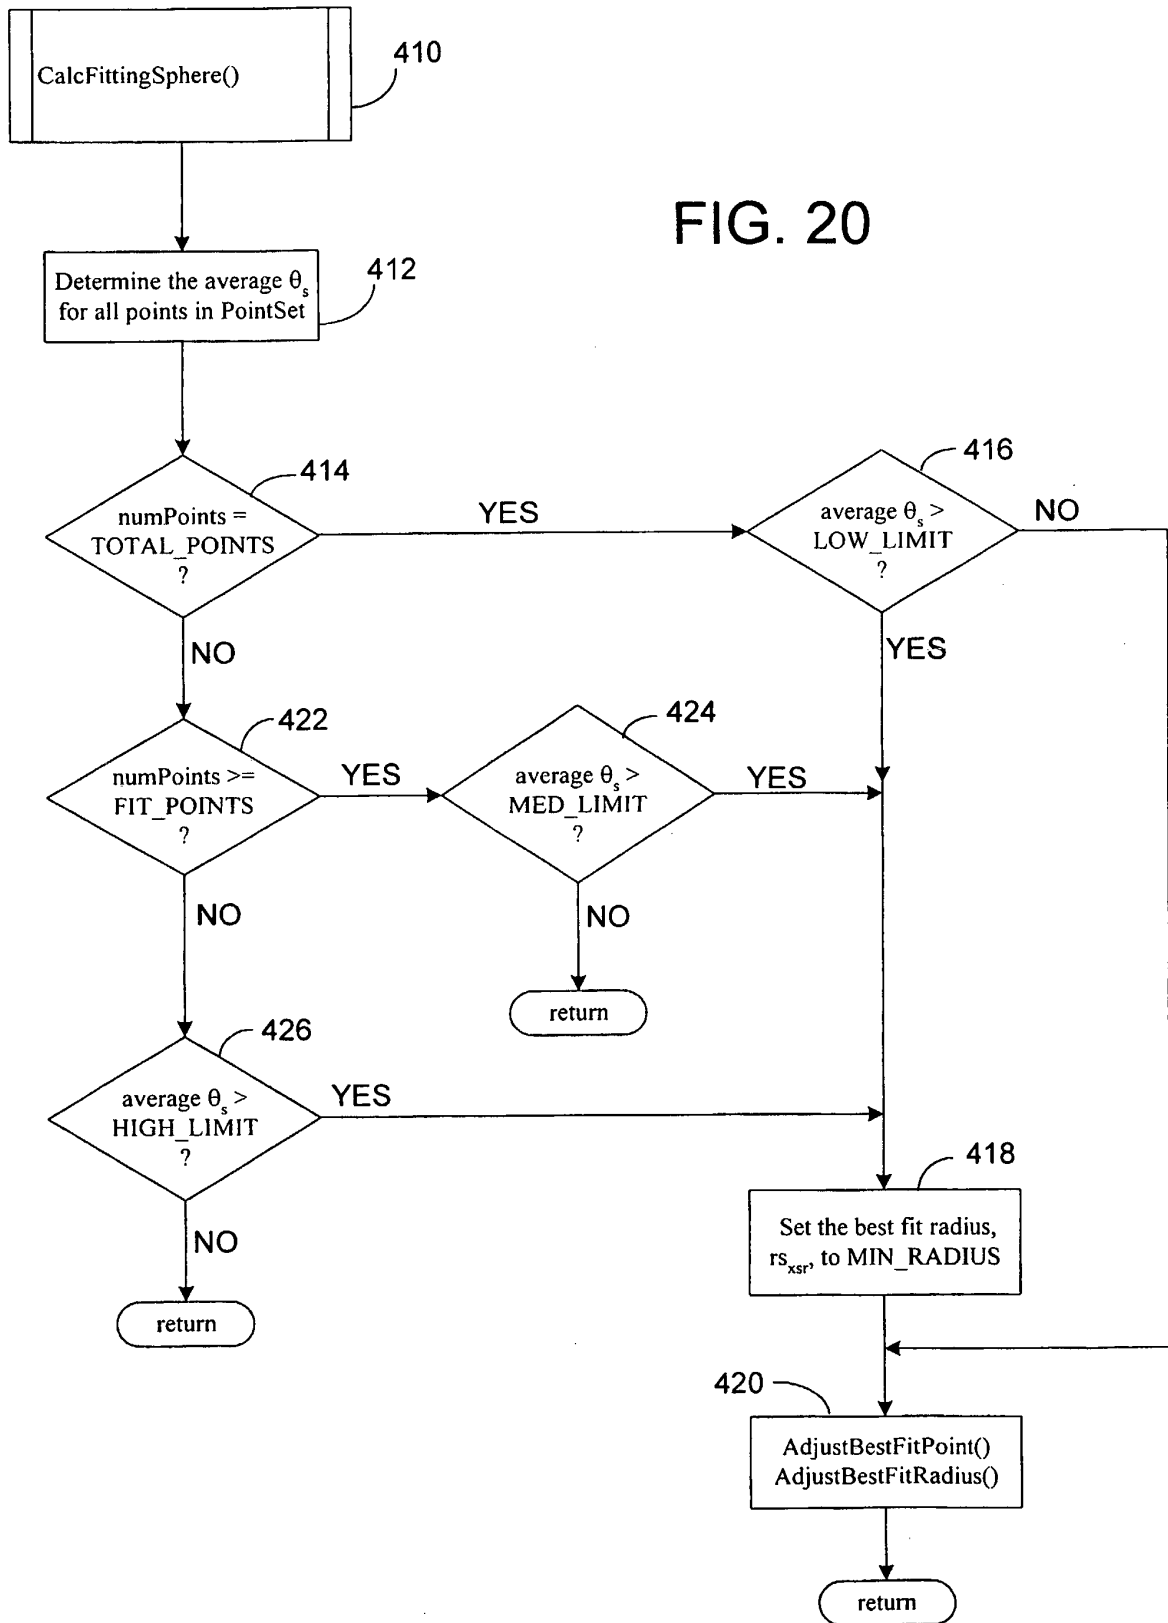 CalcFittingSphere()
410
FIG. 20
Determine the average θs
for all points in PointSet
412
414
numPoints =
TOTAL_POINTS
?
YES
416
average θs >
LOW_LIMIT
?
NO
NO
YES
422
numPoints >=
FIT_POINTS
?
YES
424
average θs >
MED_LIMIT
?
YES
NO
NO
return
426
average θs >
HIGH_LIMIT
?
YES
NO
return
418
Set the best fit radius,
rsxsr, to MIN_RADIUS
420
AdjustBestFitPoint()
AdjustBestFitRadius()
return